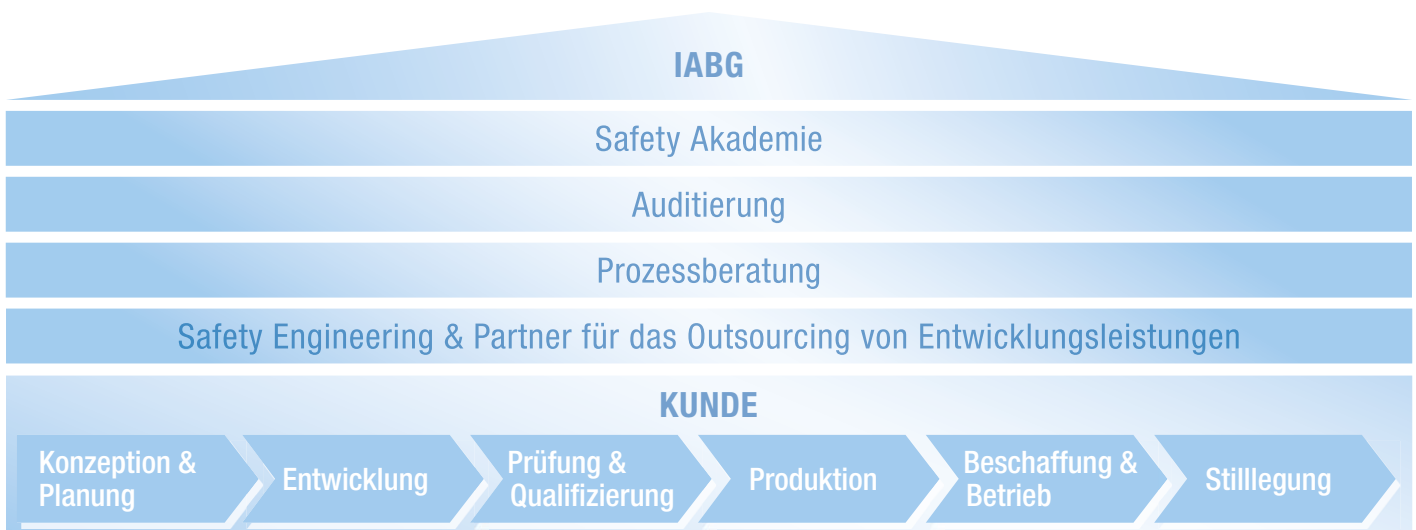 IABG
Safety Akademie
Auditierung
Prozessberatung
Safety Engineering & Partner für das Outsourcing von Entwicklungsleistungen
KUNDE
Konzeption &
Planung
Entwicklung
Prüfung &
Qualifizierung
Produktion
Beschaffung &
Betrieb
Stilllegung